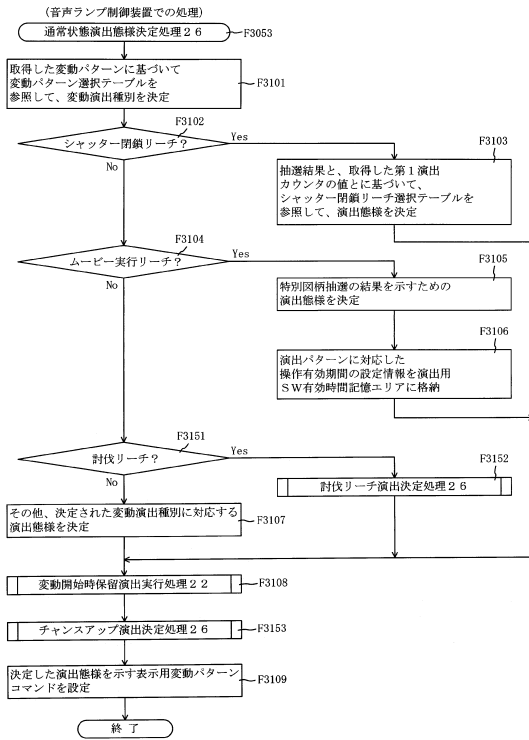 (音声ランプ制御装置での処理)
通常状態演出態様決定処理26
F3053
取得した変動パターンに基づいて
変動パターン選択テーブルを
参照して、変動演出種別を決定
F3101
F3102
シャッター閉鎖リーチ?
Yes
No
F3103
抽選結果と、取得した第1演出
カウンタの値とに基づいて、
シャッター閉鎖リーチ選択テーブルを
参照して、演出態様を決定
F3104
ムービー実行リーチ?
Yes
No
F3105
特別図柄抽選の結果を示すための
演出態様を決定
F3106
演出パターンに対応した
操作有効期間の設定情報を演出用
SW有効時間記憶エリアに格納
F3151
討伐リーチ?
Yes
No
F3152
討伐リーチ演出決定処理26
その他、決定された変動演出種別に対応する
演出態様を決定
F3107
変動開始時保留演出実行処理22
F3108
チャンスアップ演出決定処理26
F3153
決定した演出態様を示す表示用変動パターン
コマンドを設定
F3109
終了